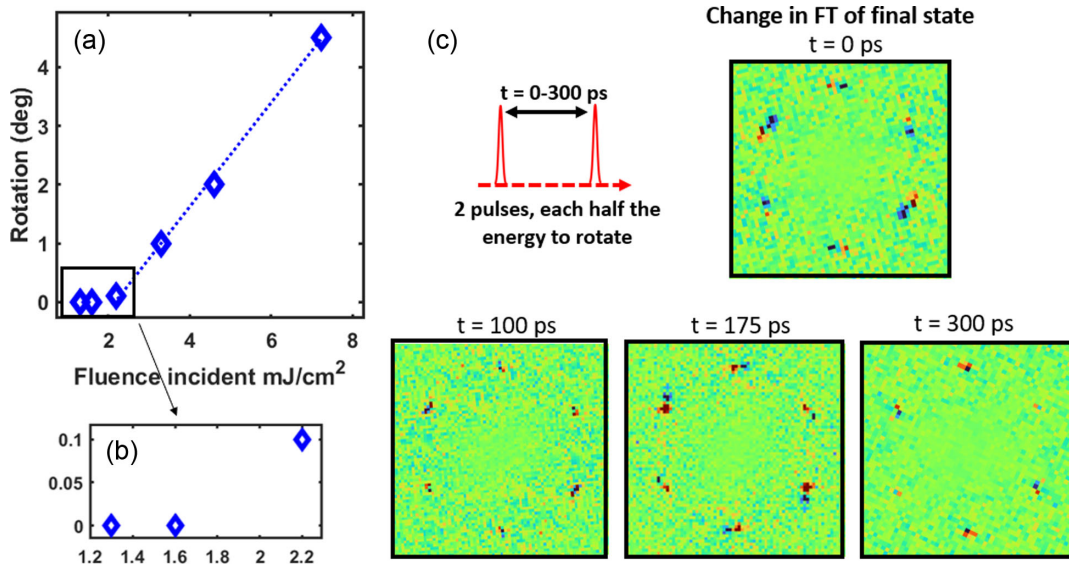 (a)
Rotation (deg)
4
3
2
1
0
2
4
6
8
Fluence incident mJ/cm²
(b)
0.1
0.05
0
1.2
1.4
1.6
1.8
2
2.2
(c)
t = 0-300 ps
2 pulses, each half the
energy to rotate
Change in FT of final state
t = 0 ps
t = 100 ps
t = 175 ps
t = 300 ps